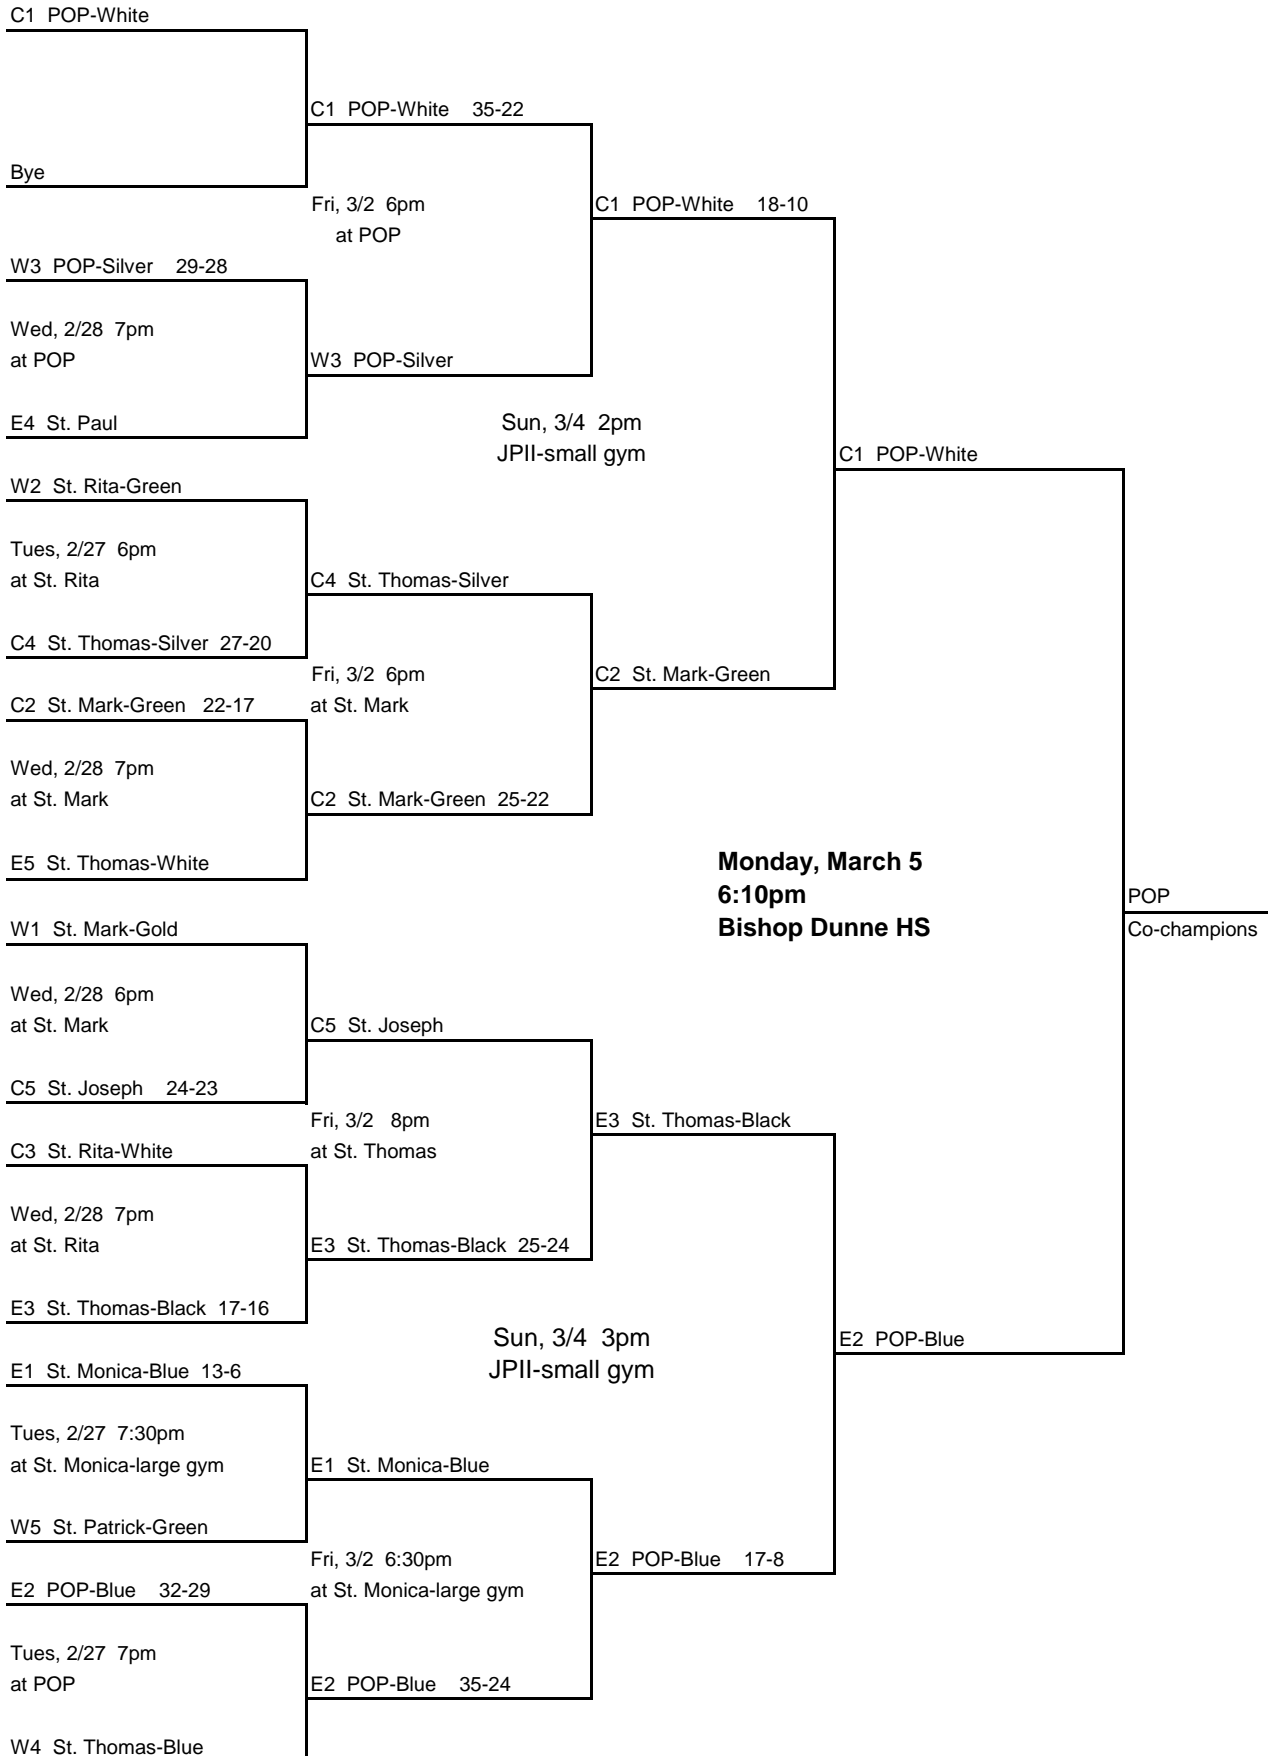 C1 POP-White
C1 POP-White 35-22
Bye
Fri, 3/2 6pm
at POP
C1 POP-White 18-10
W3 POP-Silver 29-28
Wed, 2/28 7pm
at POP
W3 POP-Silver
E4 St. Paul
Sun, 3/4 2pm
JPII-small gym
C1 POP-White
W2 St. Rita-Green
Tues, 2/27 6pm
at St. Rita
C4 St. Thomas-Silver
C4 St. Thomas-Silver 27-20
Fri, 3/2 6pm
at St. Mark
C2 St. Mark-Green
C2 St. Mark-Green 22-17
Wed, 2/28 7pm
at St. Mark
C2 St. Mark-Green 25-22
E5 St. Thomas-White
Monday, March 5
6:10pm
Bishop Dunne HS
POP
Co-champions
W1 St. Mark-Gold
Wed, 2/28 6pm
at St. Mark
C5 St. Joseph
C5 St. Joseph 24-23
Fri, 3/2 8pm
at St. Thomas
E3 St. Thomas-Black
C3 St. Rita-White
Wed, 2/28 7pm
at St. Rita
E3 St. Thomas-Black 25-24
E3 St. Thomas-Black 17-16
Sun, 3/4 3pm
JPII-small gym
E2 POP-Blue
E1 St. Monica-Blue 13-6
Tues, 2/27 7:30pm
at St. Monica-large gym
E1 St. Monica-Blue
W5 St. Patrick-Green
Fri, 3/2 6:30pm
at St. Monica-large gym
E2 POP-Blue 17-8
E2 POP-Blue 32-29
Tues, 2/27 7pm
at POP
E2 POP-Blue 35-24
W4 St. Thomas-Blue